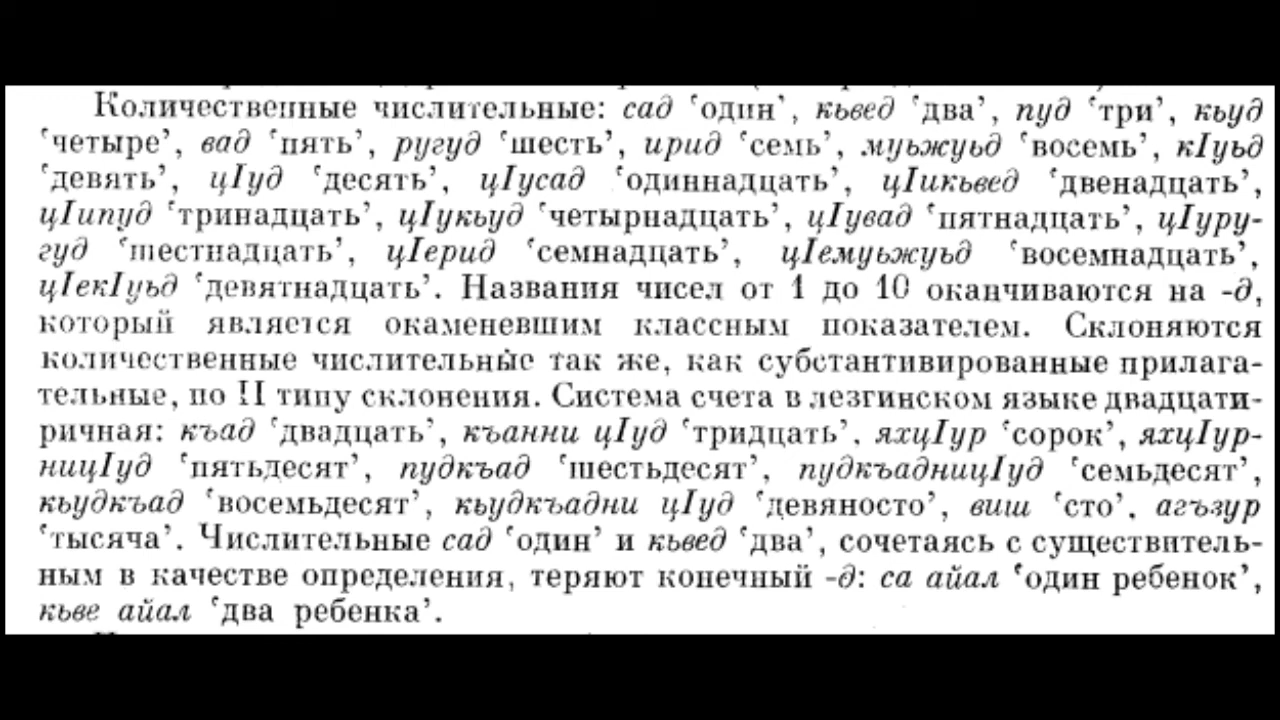 Количественные числительные: сад ‘один’, кьвед ‘два’, пуд ‘три’, кьуд
‘четыре’, вад ‘пять’, ругуд ‘шесть’, ирид ‘семь’, муьжуьд ‘восемь’, кIуьд
‘девять’, цIуд ‘десять’, цIусад ‘одиннадцать’, цIикьвед ‘двенадцать’,
цIипуд ‘тринадцать’, цIукьуд ‘четырнадцать’, цIувад ‘пятнадцать’, цIуру-
гуд ‘шестнадцать’, цIерид ‘семнадцать’, цIемуьжуьд ‘восемнадцать’,
цIекIуьд ‘девятнадцать’. Названия чисел от 1 до 10 оканчиваются на -д,
который является окаменевшим классным показателем. Склоняются
количественные числительные так же, как субстантивированные прилага-
тельные, по II типу склонения. Система счета в лезгинском языке двадцати-
ричная: къад ‘двадцать’, къанни цIуд ‘тридцать’, яхцIур ‘сорок’, яхцIур-
ницIуд ‘пятьдесят’, пудкъад ‘шестьдесят’, пудкъадницIуд ‘семьдесят’,
кьудкъад ‘восемьдесят’, кьудкъадни цIуд ‘девяносто’, виш ‘сто’, агъзур
‘тысяча’. Числительные сад ‘один’ и кьвед ‘два’, сочетаясь с существитель-
ным в качестве определения, теряют конечный -д: са айал ‘один ребенок’,
кьве айал ‘два ребенка’.